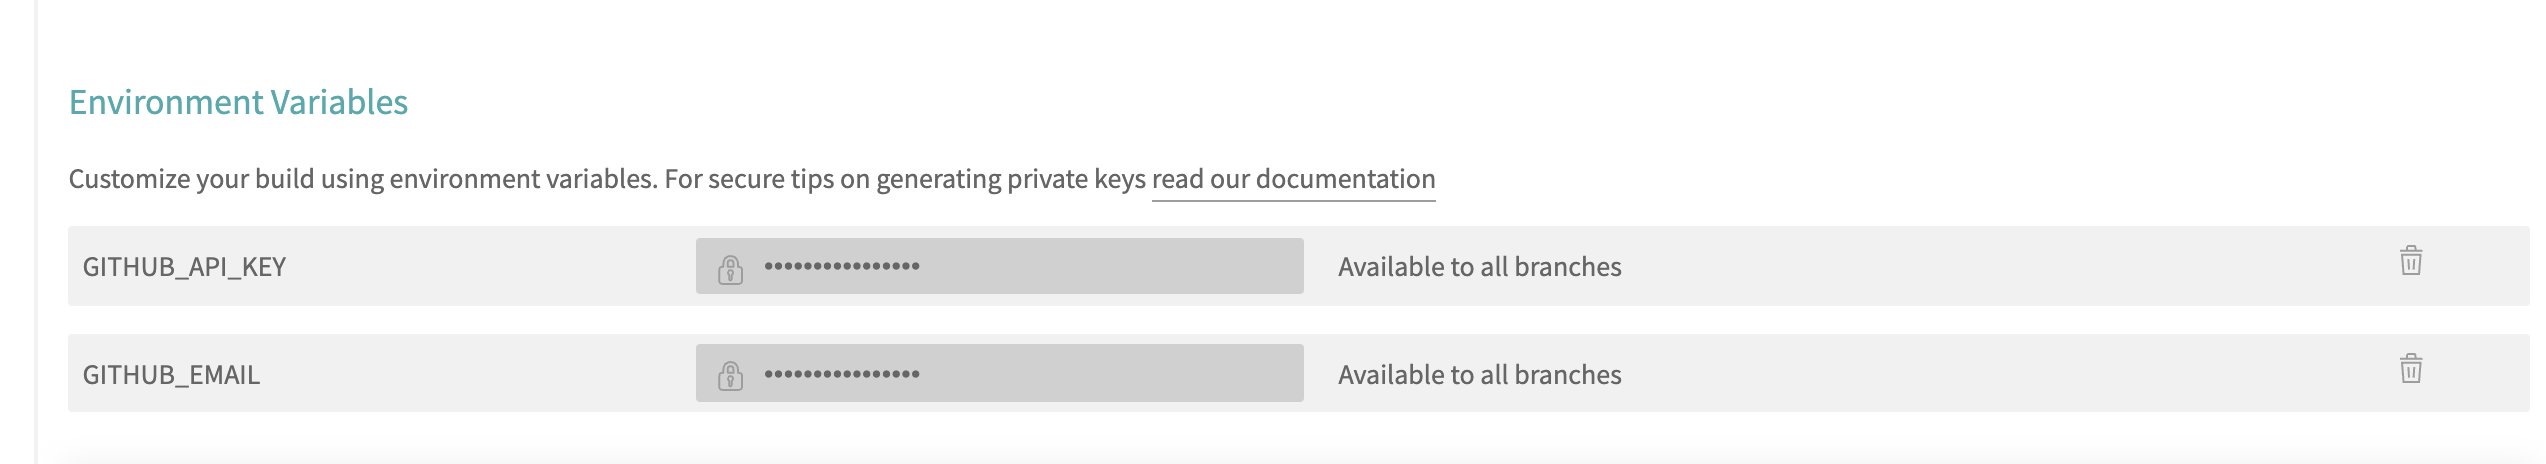 Environment Variables
Customize your build using environment variables. For secure tips on generating private keys read our documentation
GITHUB_API_KEY •••••••••••••••• Available to all branches
GITHUB_EMAIL •••••••••••••••• Available to all branches